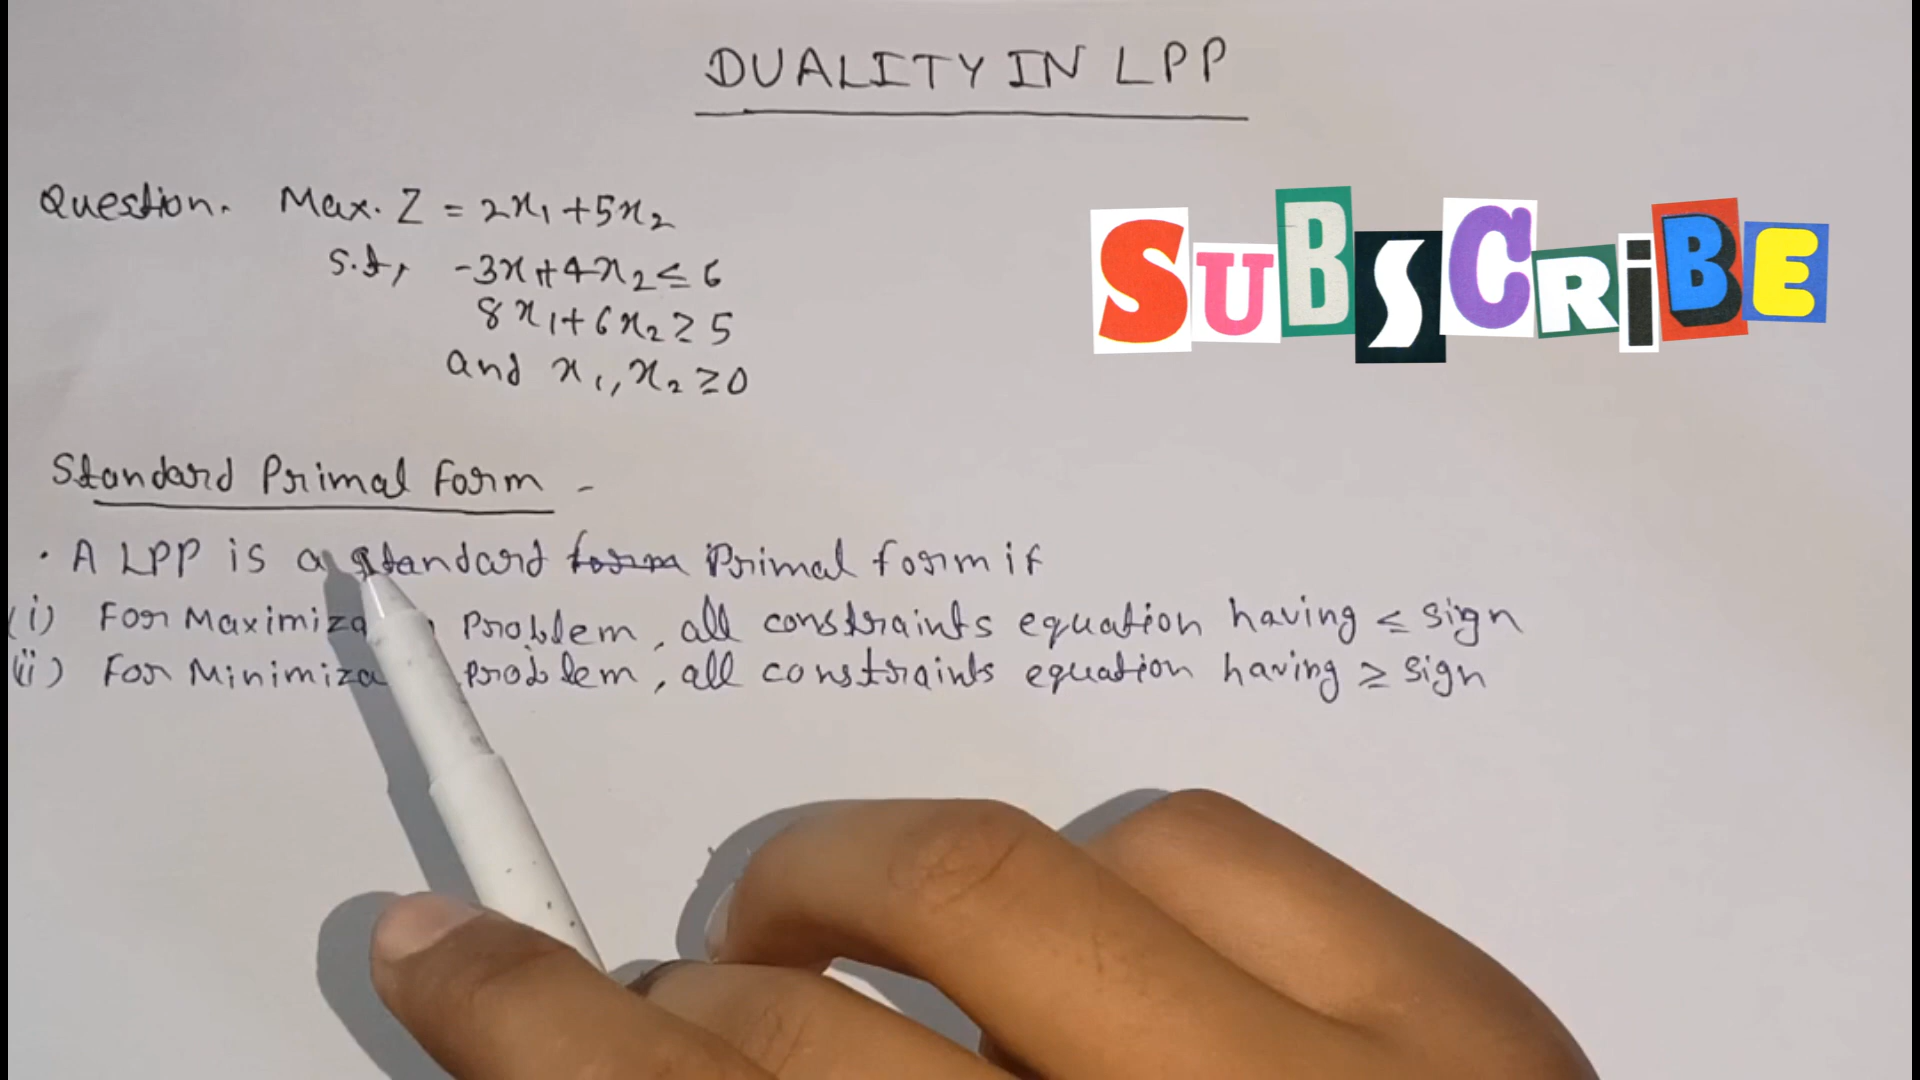 DUALITY IN LPP
Question. Max. Z = 2x₁+5x₂
s.t, -3x₁+4x₂≤6
8x₁+6x₂≥5
and x₁,x₂≥0
SUBSCRiBE
Standard Primal Form -
· A LPP is a standard form Primal form if
(i) For Maximiza Problem, all constraints equation having ≤ sign
(ii) For Minimiza problem, all constraints equation having ≥ sign